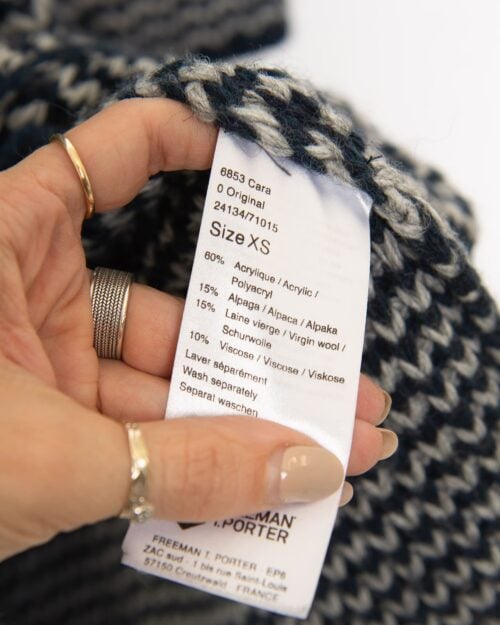 6853 Cara
0 Original
24134/71015
Size XS
60% Acrylique / Acrylic /
Polyacryl
15% Alpaga / Alpaca / Alpaka
15% Laine vierge / Virgin wool /
Schurwolle
10% Viscose / Viscose / Viskose
Laver séparément
Wash separately
Separat waschen
T.PORTER
FREEMAN T. PORTER - EP6
ZAC sud - 1 bis rue Saint-Louis
57150 Creutzwald - FRANCE